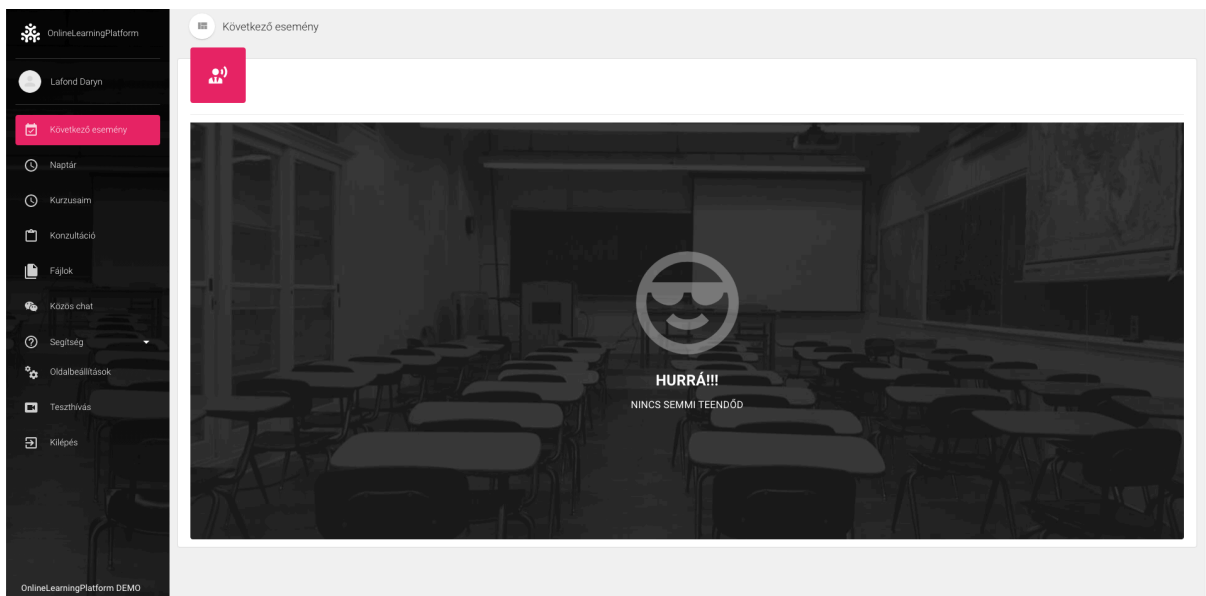 OnlineLearningPlatform
Lafond Daryn
Következő esemény
Naptár
Kurzusaim
Konzultáció
Fájlok
Közös chat
Segítség
Oldalbeállítások
Teszthívás
Kilépés
OnlineLearningPlatform DEMO
Következő esemény
HURRÁ!!!
NINCS SEMMI TEENDŐD